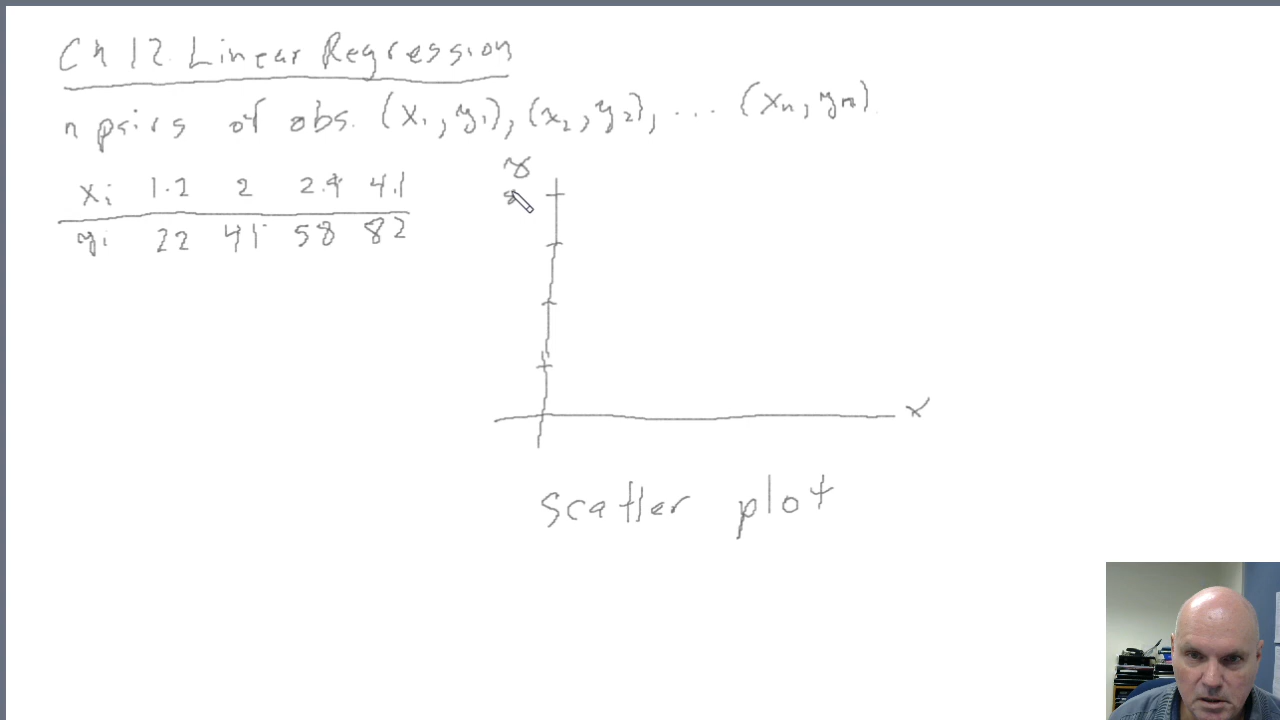 Ch 12. Linear Regression
n pairs of obs. (x₁, y₁), (x₂, y₂), ... (xₙ, yₙ).
xᵢ 1.2 2 2.9 4.1
yᵢ 22 41 58 82
y
x
scatter plot